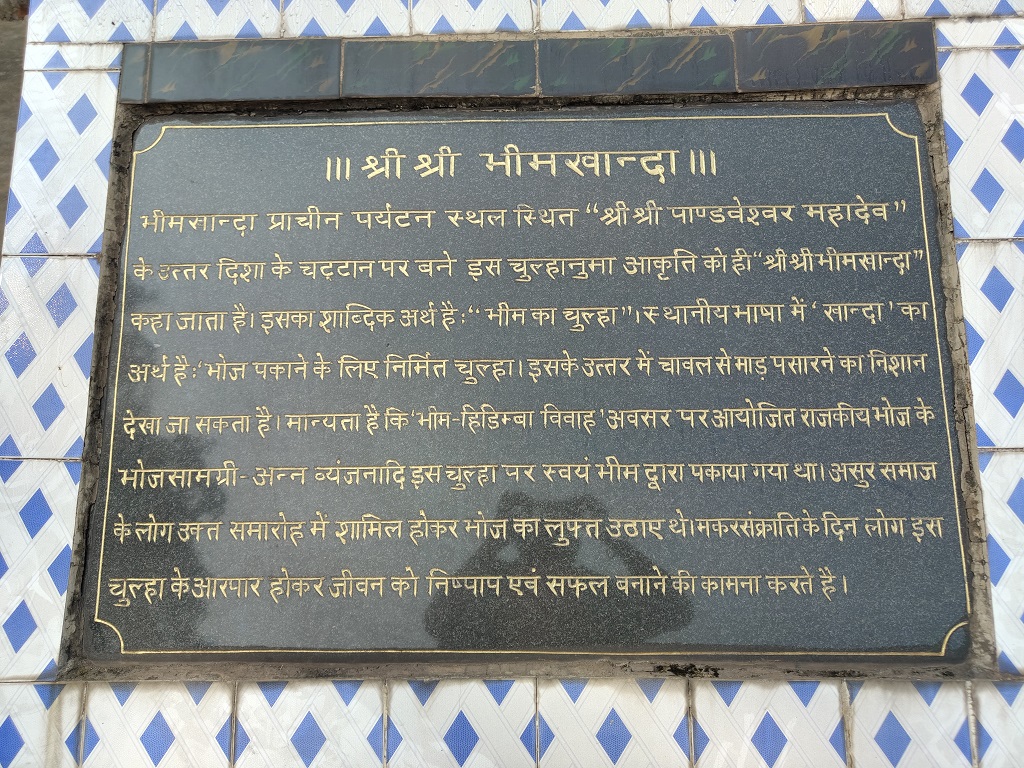 ॥। श्री श्री भीमखान्दा ॥।
भीमखान्दा प्राचीन पर्यटन स्थल स्थित “श्री श्री पाण्डवेश्वर महादेव”
के उत्तर दिशा के चट्टान पर बने इस चुल्हानुमा आकृति को ही “श्री श्री भीमखान्दा”
कहा जाता है। इसका शाब्दिक अर्थ है :“ भीम का चुल्हा”। स्थानीय भाषा में ‘ खान्दा ’ का
अर्थ है :‘भोज पकाने के लिए निर्मित चुल्हा। इसके उत्तर में चावल से माड़ पसारने का निशान
देखा जा सकता है। मान्यता है कि ‘भीम-हिडिम्बा विवाह ’ अवसर पर आयोजित राजकीय भोज के
भोजसामग्री- अन्न व्यंजनादि इस चुल्हा पर स्वयं भीम द्वारा पकाया गया था। असुर समाज
के लोग उक्त समारोह में शामिल होकर भोज का लुफ्त उठाए थे। मकरसंक्राति के दिन लोग इस
चुल्हा के आरपार होकर जीवन को निष्पाप एवं सफल बनाने की कामना करते है।